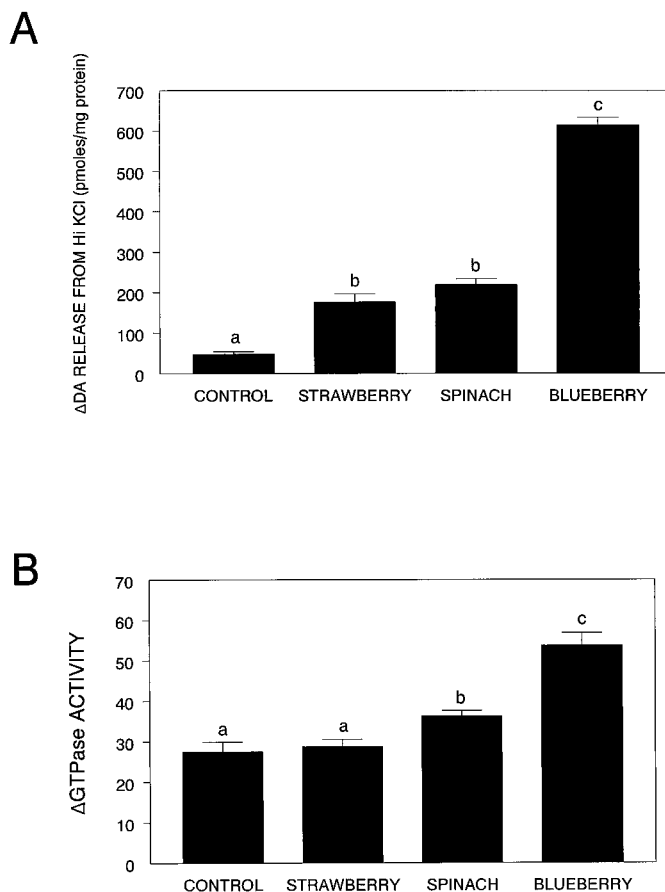 A
ΔDA RELEASE FROM Hi KCl (pmoles/mg protein)
700
600
500
400
300
200
100
0
a
b
b
c
CONTROL STRAWBERRY SPINACH BLUEBERRY
B
ΔGTPase ACTIVITY
70
60
50
40
30
20
10
0
a
a
b
c
CONTROL STRAWBERRY SPINACH BLUEBERRY